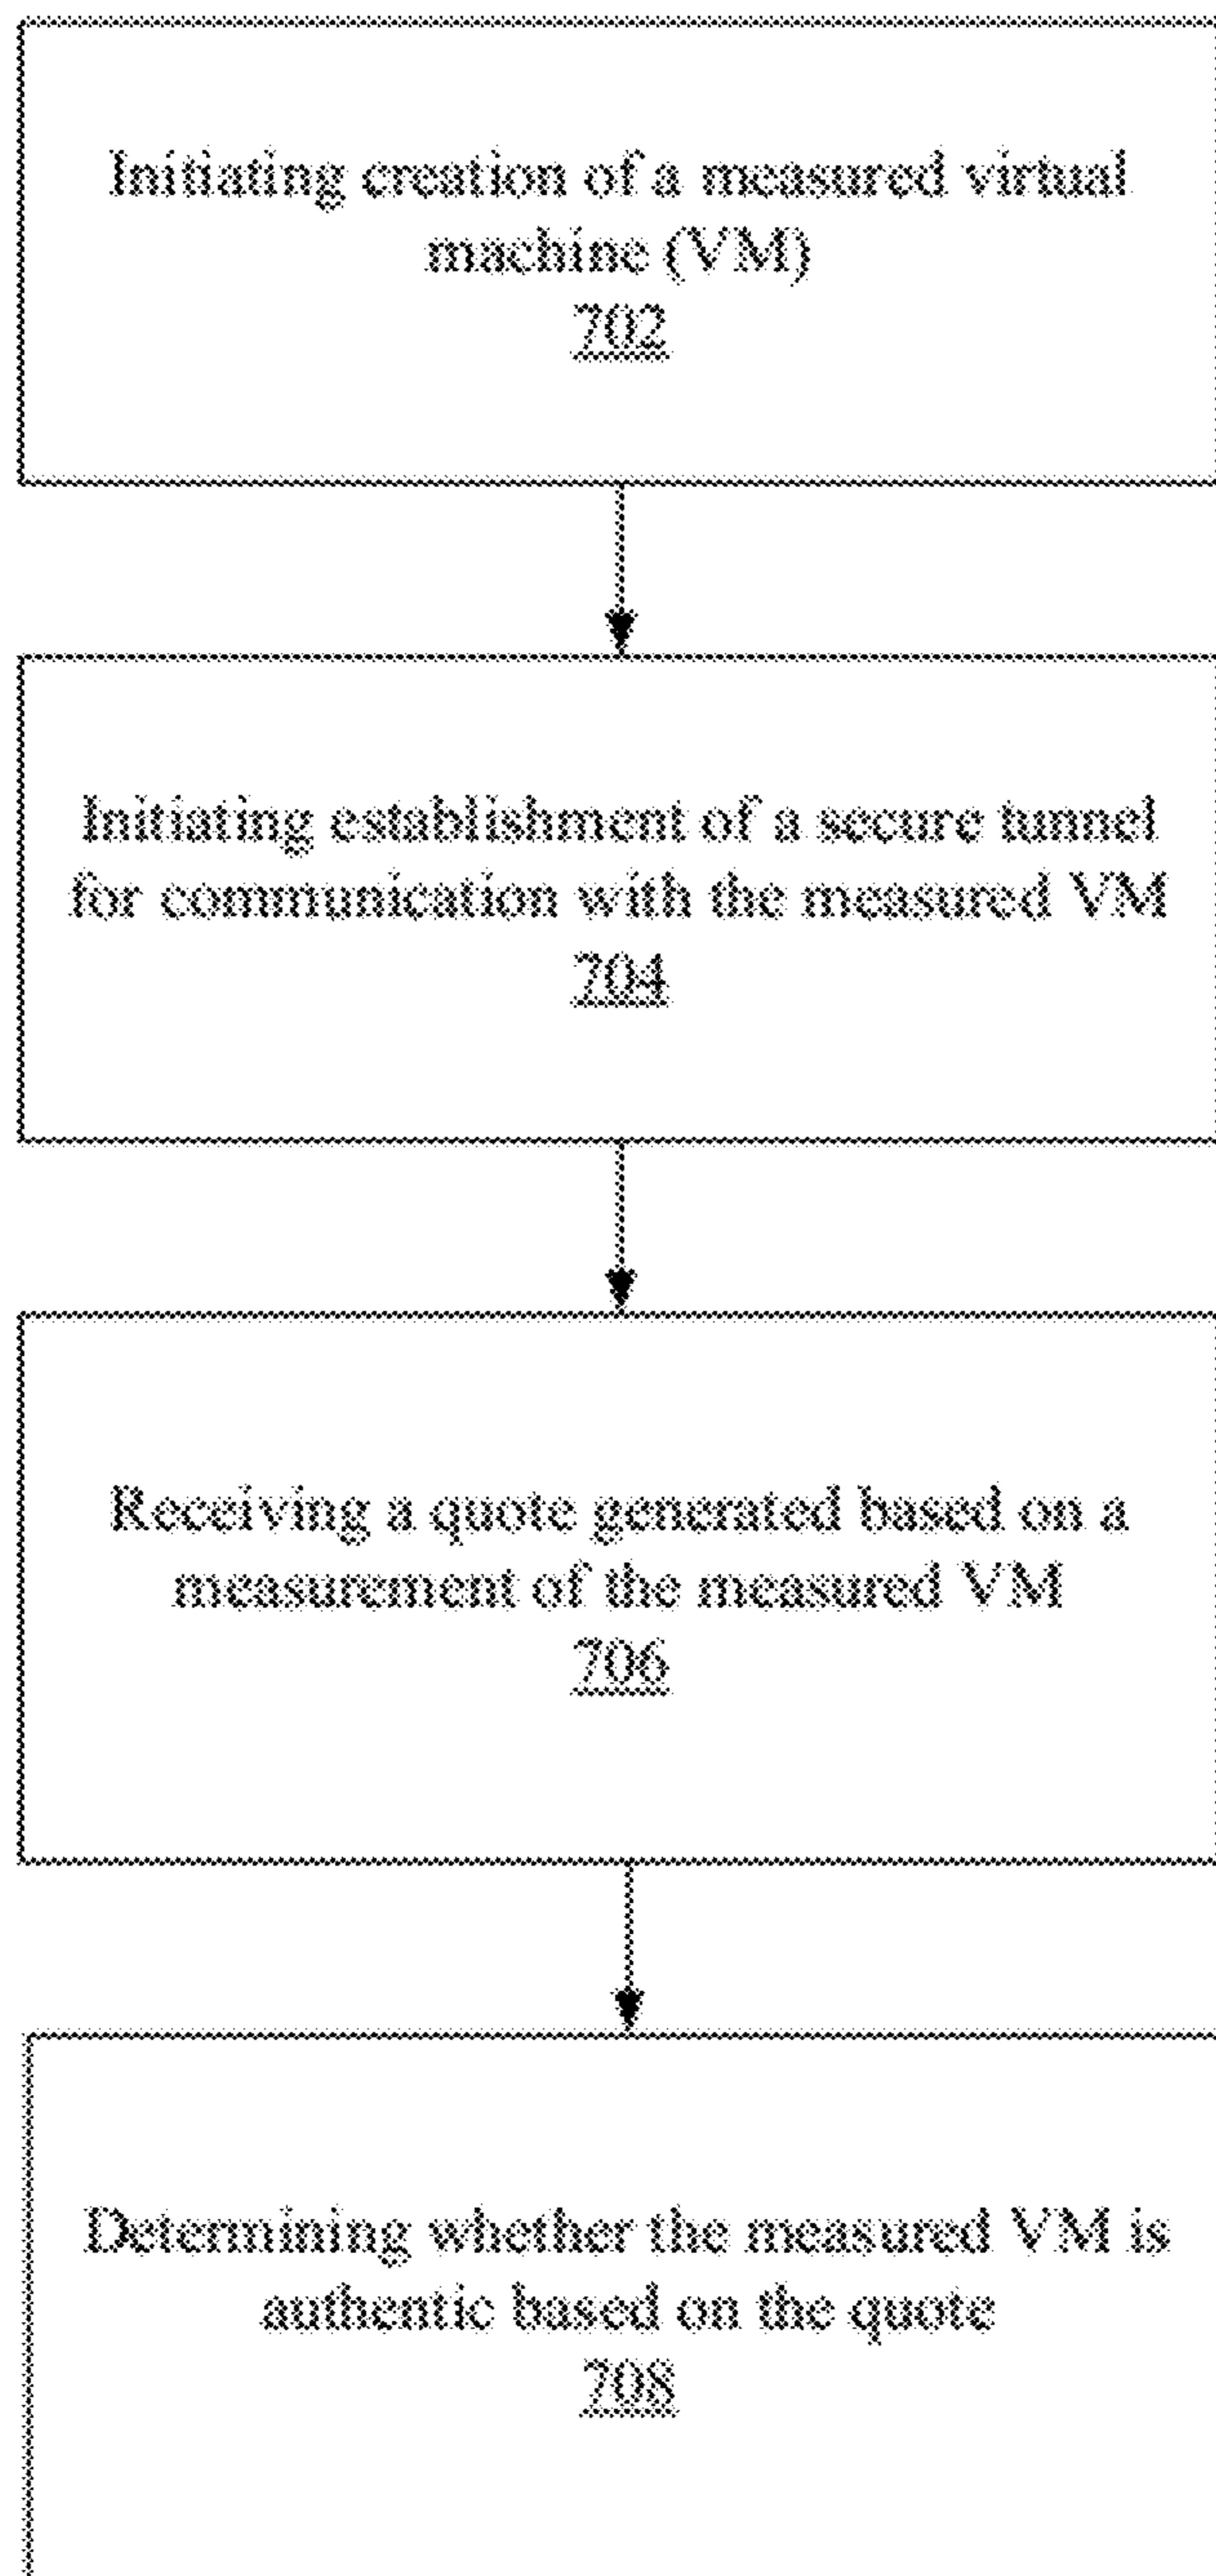 Initiating creation of a measured virtual
machine (VM)
702
Initiating establishment of a secure tunnel
for communication with the measured VM
704
Receiving a quote generated based on a
measurement of the measured VM
706
Determining whether the measured VM is
authentic based on the quote
708